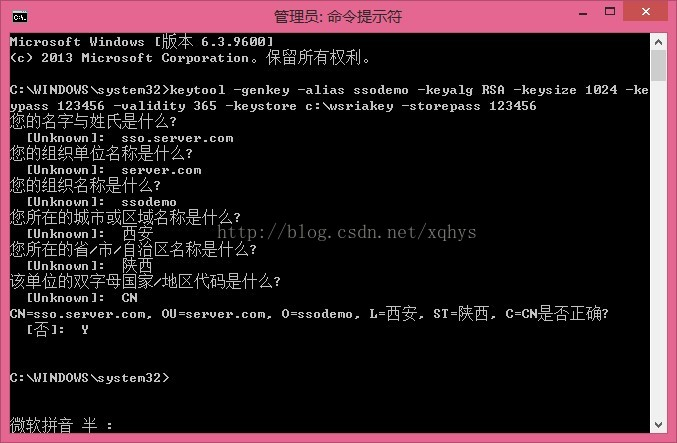 管理员: 命令提示符
Microsoft Windows [版本 6.3.9600]
(c) 2013 Microsoft Corporation。保留所有权利。
C:\WINDOWS\system32>keytool -genkey -alias ssodemo -keyalg RSA -keysize 1024 -ke
ypass 123456 -validity 365 -keystore c:\wsriakey -storepass 123456
您的名字与姓氏是什么?
[Unknown]:  sso.server.com
您的组织单位名称是什么?
[Unknown]:  server.com
您的组织名称是什么?
[Unknown]:  ssodemo
您所在的城市或区域名称是什么?
[Unknown]:  西安
http://blog.csdn.net/xqhys
您所在的省/市/自治区名称是什么?
[Unknown]:  陕西
该单位的双字母国家/地区代码是什么?
[Unknown]:  CN
CN=sso.server.com, OU=server.com, O=ssodemo, L=西安, ST=陕西, C=CN是否正确?
[否]:  Y
C:\WINDOWS\system32>
微软拼音 半 :